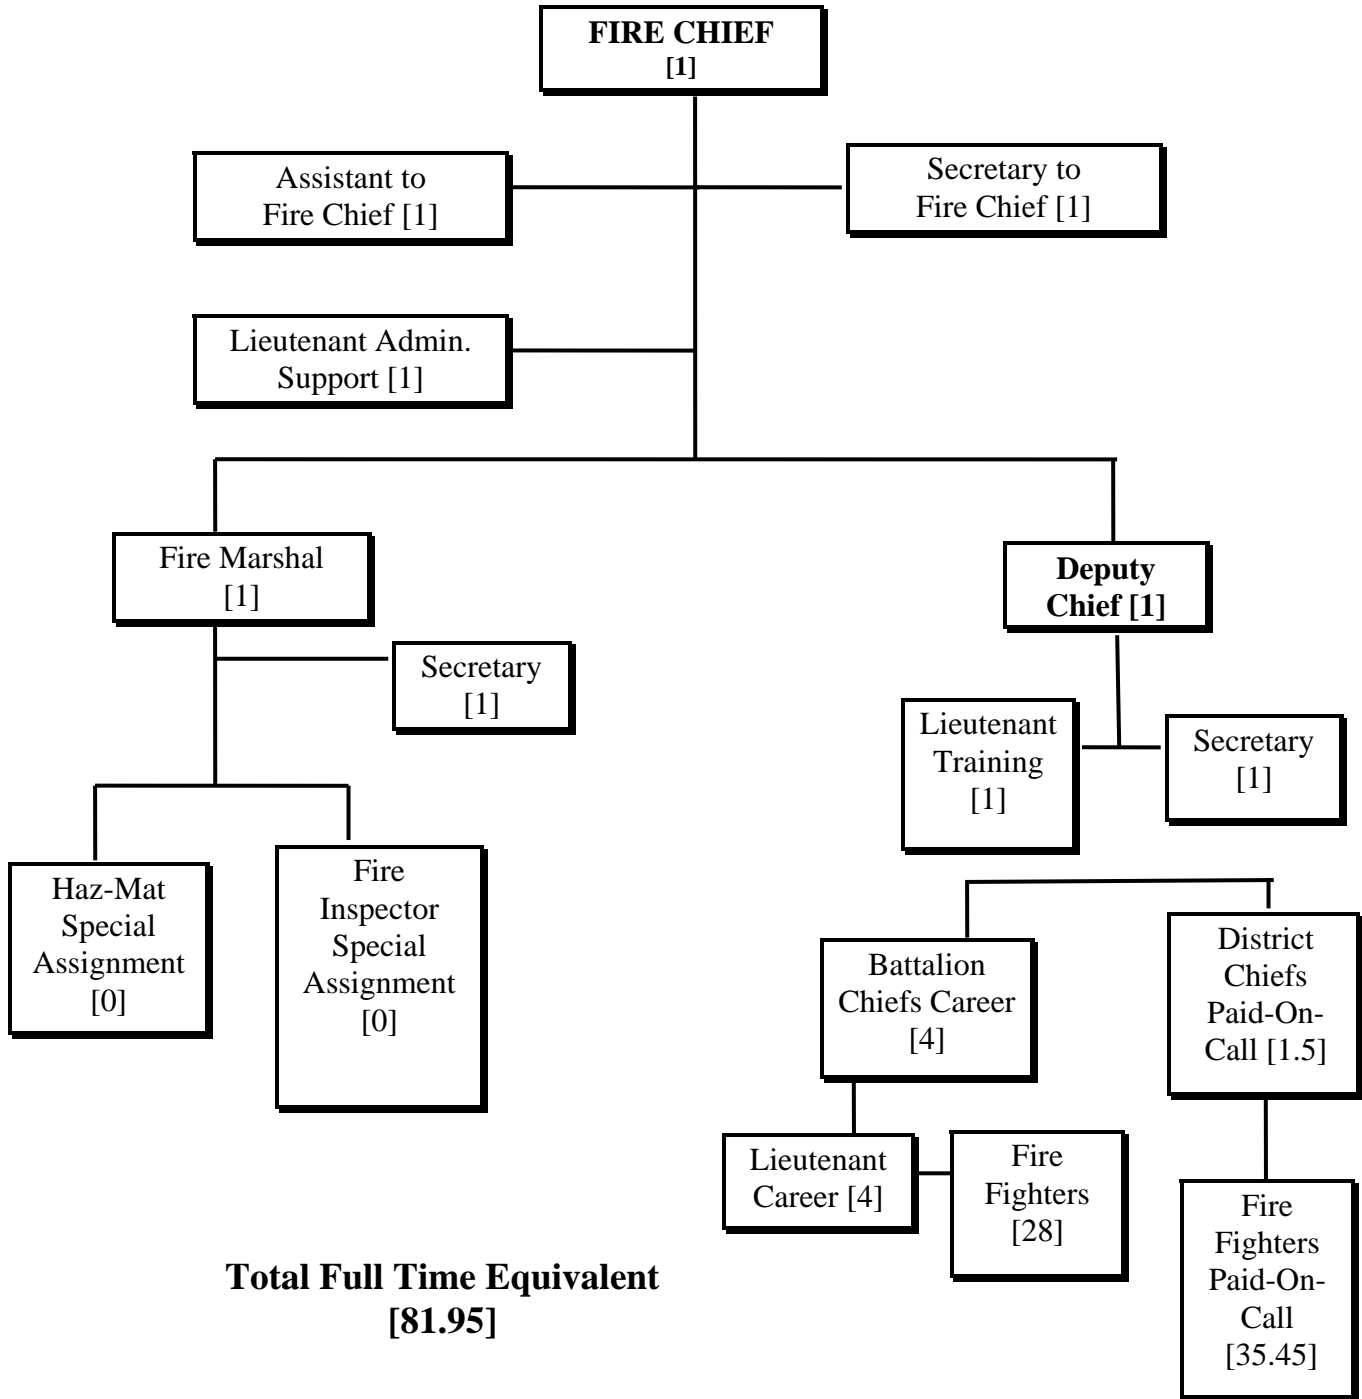 FIRE CHIEF
[1]
Assistant to
Fire Chief [1]
Secretary to
Fire Chief [1]
Lieutenant Admin.
Support [1]
Fire Marshal
[1]
Deputy
Chief [1]
Secretary
[1]
Lieutenant
Training
[1]
Secretary
[1]
Haz-Mat
Special
Assignment
[0]
Fire
Inspector
Special
Assignment
[0]
Battalion
Chiefs Career
[4]
District
Chiefs
Paid-On-
Call [1.5]
Lieutenant
Career [4]
Fire
Fighters
[28]
Fire
Fighters
Paid-On-
Call
[35.45]
Total Full Time Equivalent
[81.95]